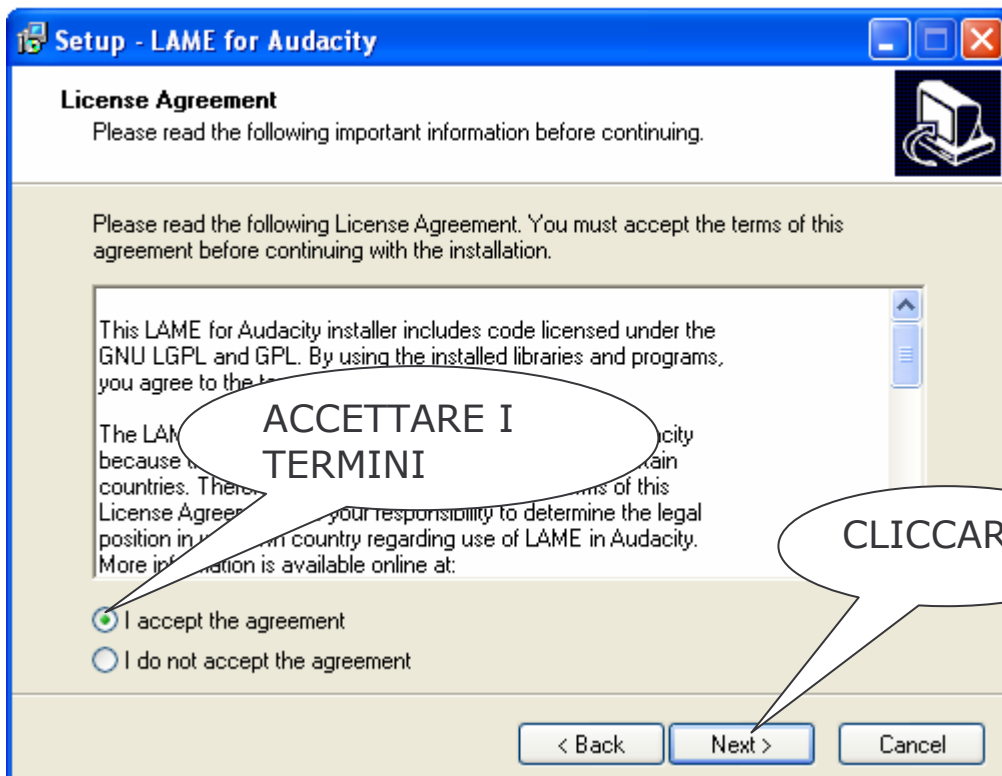 Setup - LAME for Audacity
License Agreement
Please read the following important information before continuing.
Please read the following License Agreement. You must accept the terms of this
agreement before continuing with the installation.
This LAME for Audacity installer includes code licensed under the
GNU LGPL and GPL. By using the installed libraries and programs,
you agree to the
The
because
countries. of this
License your responsibility to determine the legal
position in country regarding use of LAME in Audacity.
More is available online at:
ACCETTARE I
TERMINI
CLICCAR
I accept the agreement
I do not accept the agreement
< Back
Next >
Cancel